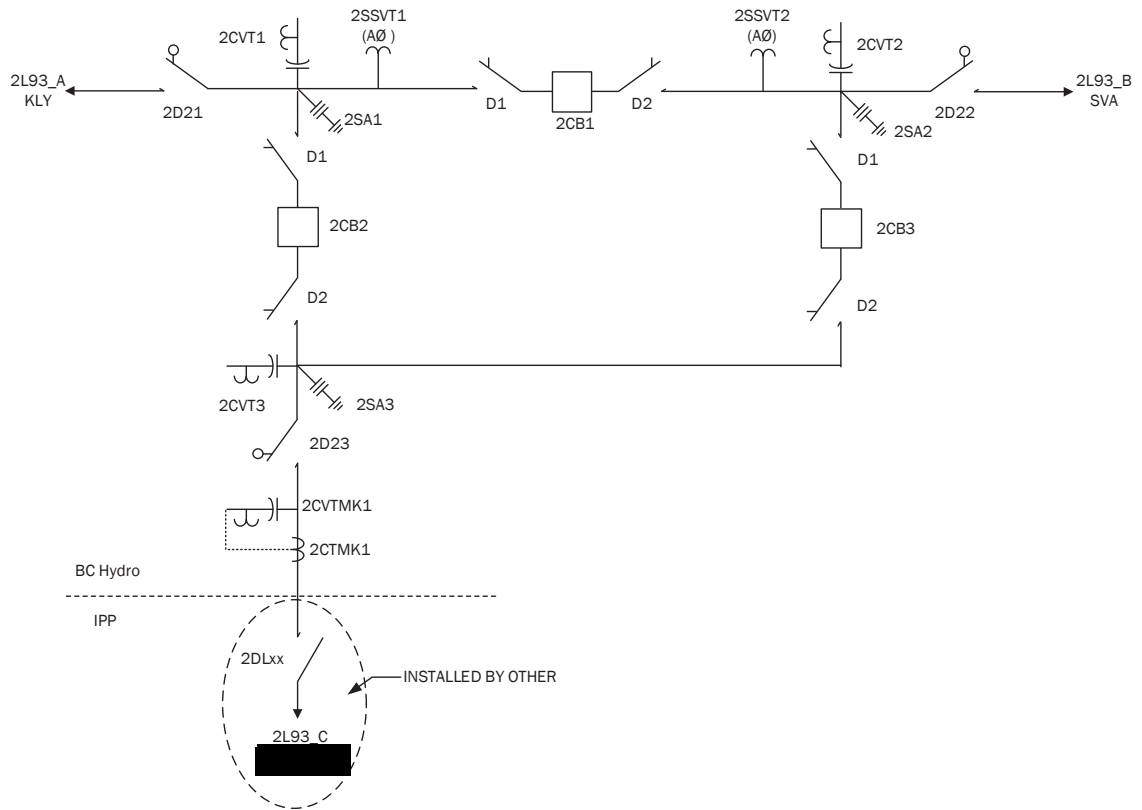 2SSVT1
(AØ )
2SSVT2
(AØ)
2CVT1
2CVT2
2L93_A
KLY
2D21
2SA1
D1
2CB1
D2
2SA2
2D22
2L93_B
SVA
D1
D1
2CB2
2CB3
D2
D2
2CVT3
2SA3
2D23
2CVTMK1
2CTMK1
BC Hydro
IPP
2DLxx
INSTALLED BY OTHER
2L93_C